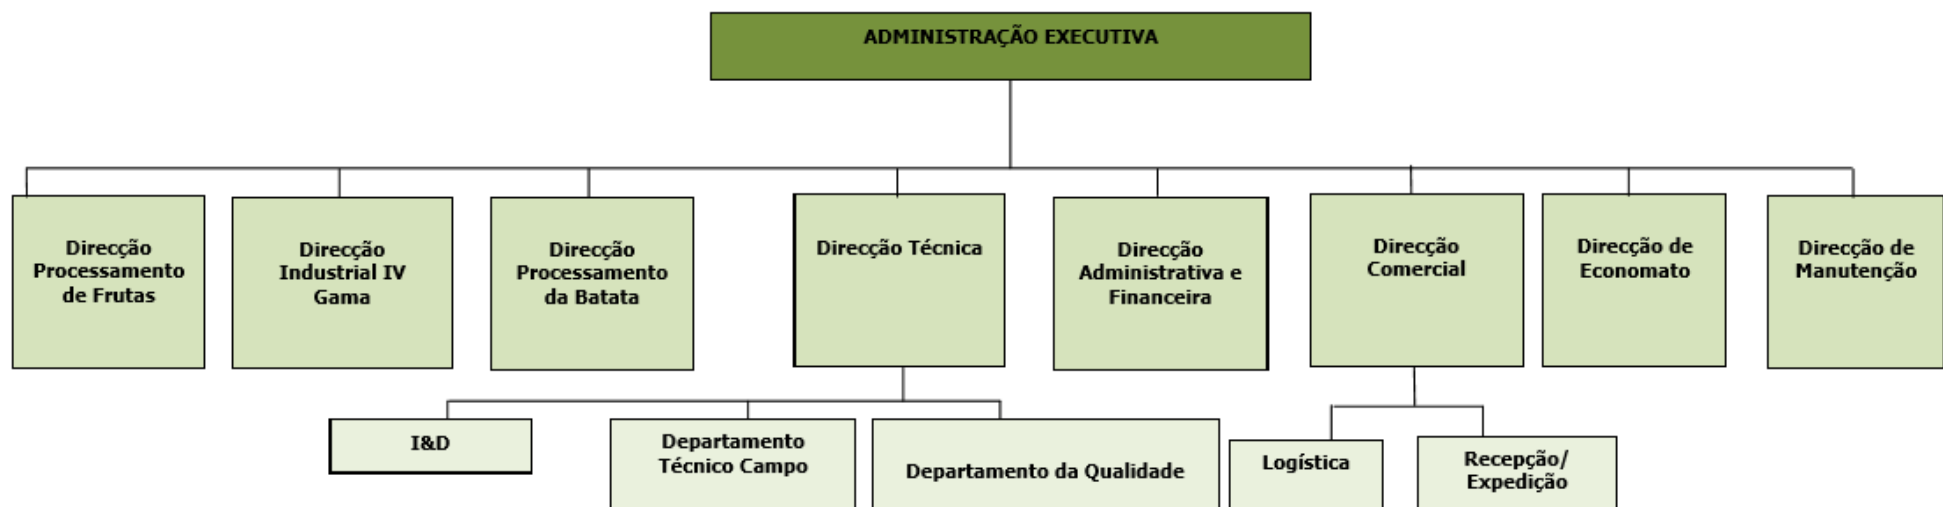 ADMINISTRAÇÃO EXECUTIVA
Direcção
Processamento
de Frutas
Direcção
Industrial IV
Gama
Direcção
Processamento
da Batata
Direcção Técnica
Direcção
Administrativa e
Financeira
Direcção
Comercial
Direcção de
Economato
Direcção de
Manutenção
I&D
Departamento
Técnico Campo
Departamento da Qualidade
Logística
Recepção/
Expedição